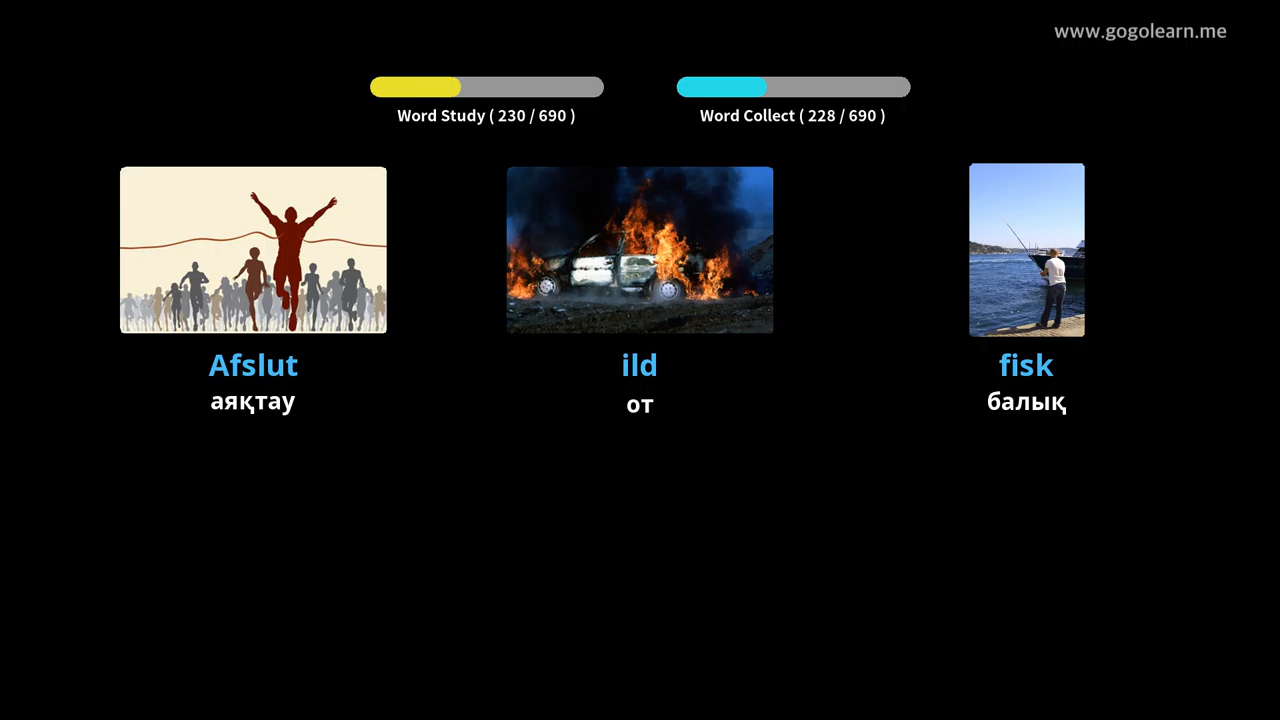 www.gogolearn.me
Word Study ( 230 / 690 )
Word Collect ( 228 / 690 )
Afslut
аяқтау
ild
от
fisk
балық